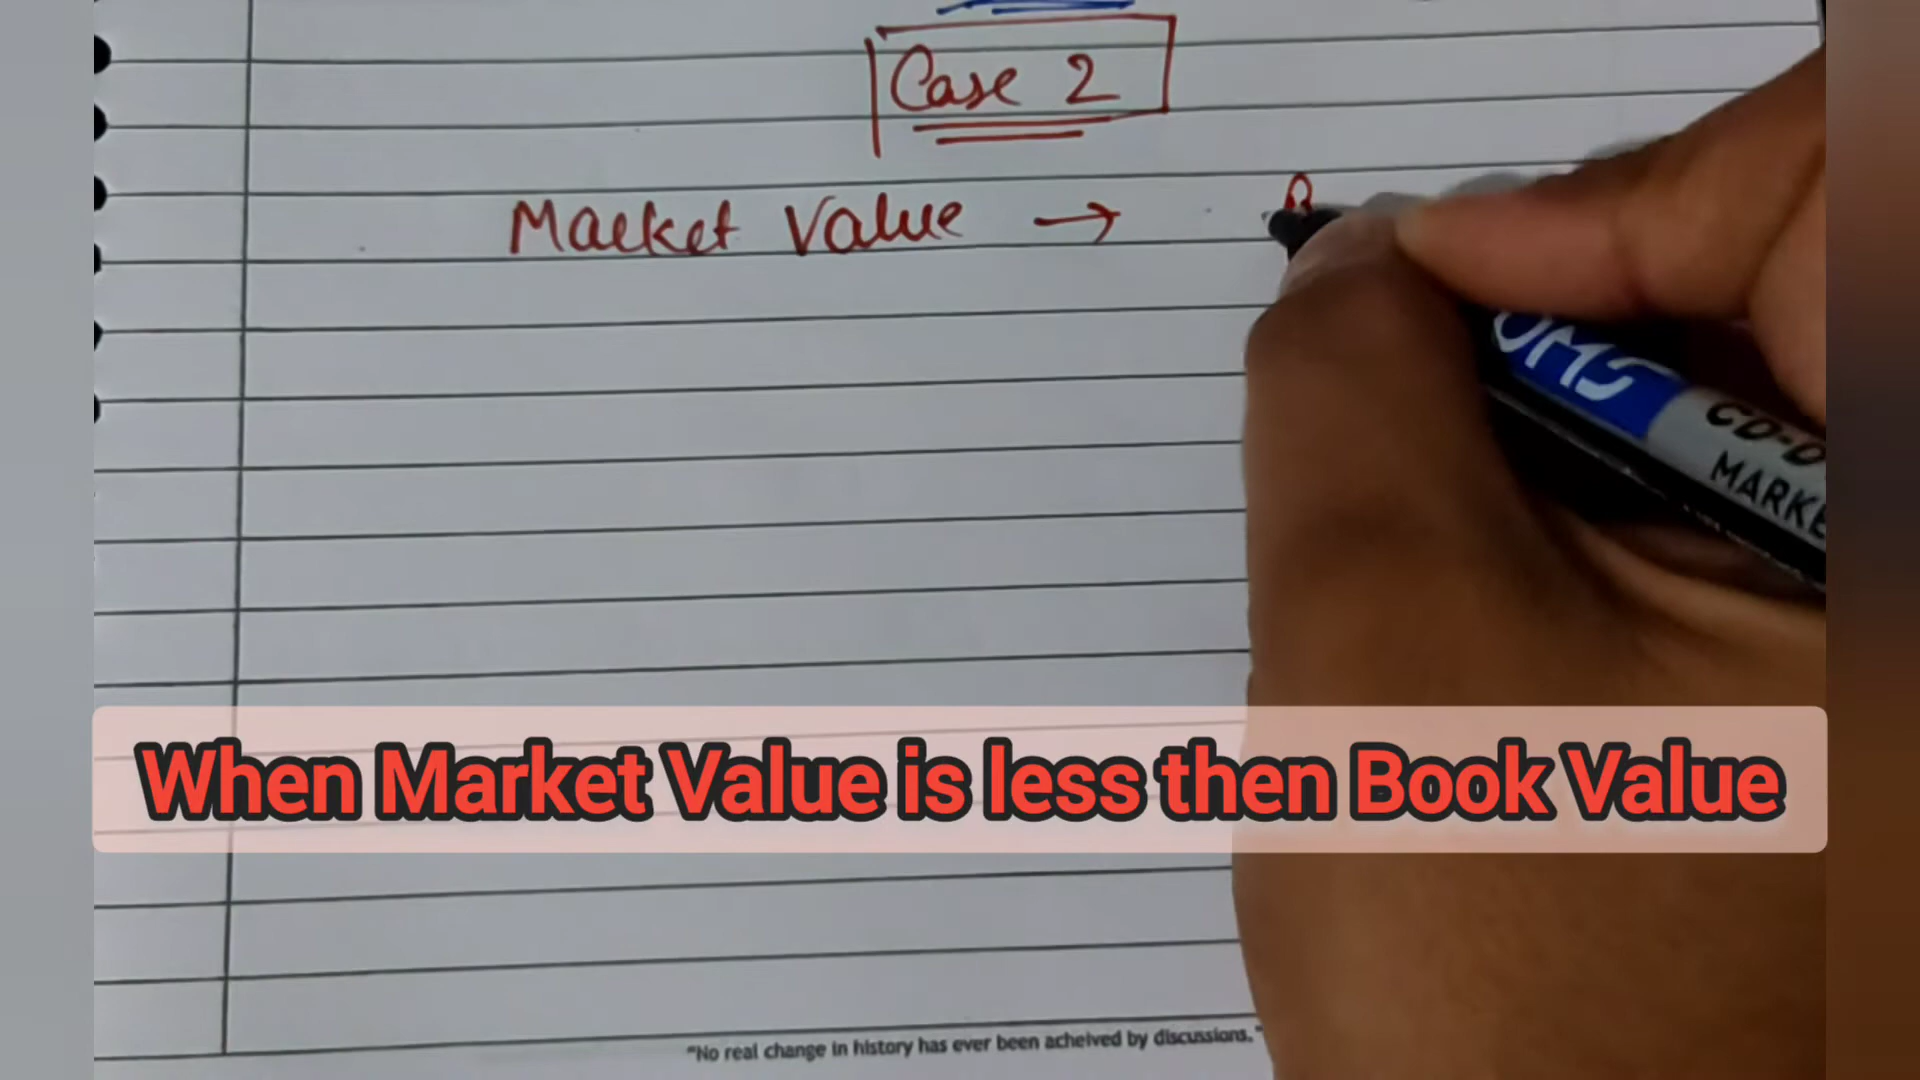 Case 2
Market Value →
OMS
CD-D
MARKE
When Market Value is less then Book Value
"No real change in history has ever been acheived by discussions."